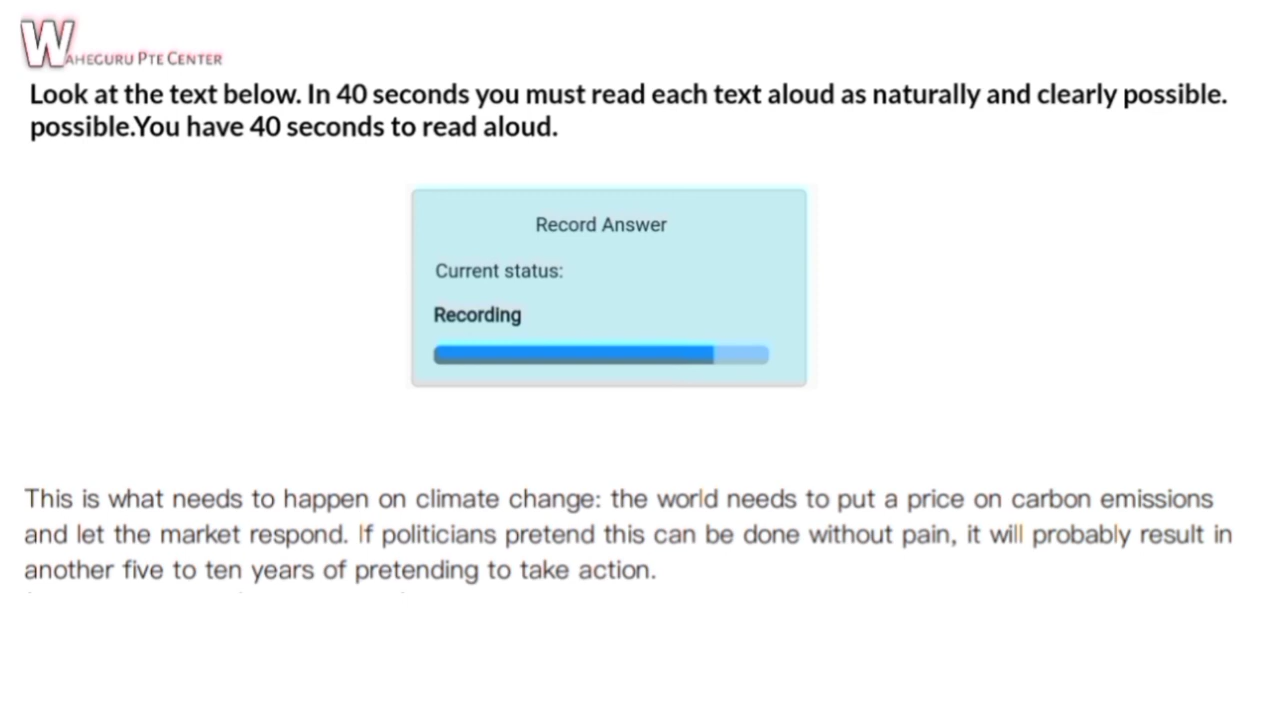 WAHEGURU PTE CENTER
Look at the text below. In 40 seconds you must read each text aloud as naturally and clearly possible.
possible.You have 40 seconds to read aloud.
Record Answer
Current status:
Recording
This is what needs to happen on climate change: the world needs to put a price on carbon emissions
and let the market respond. If politicians pretend this can be done without pain, it will probably result in
another five to ten years of pretending to take action.